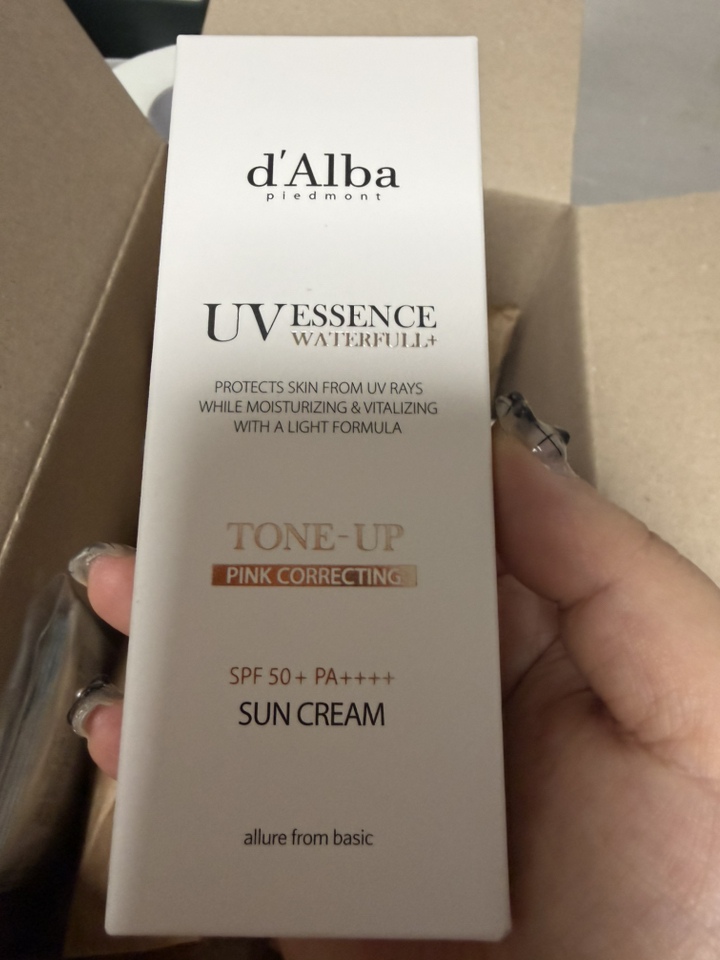 d'Alba
piedmont
UV ESSENCE
WATERFULL+
PROTECTS SKIN FROM UV RAYS
WHILE MOISTURIZING & VITALIZING
WITH A LIGHT FORMULA
TONE-UP
PINK CORRECTING
SPF 50+ PA++++
SUN CREAM
allure from basic